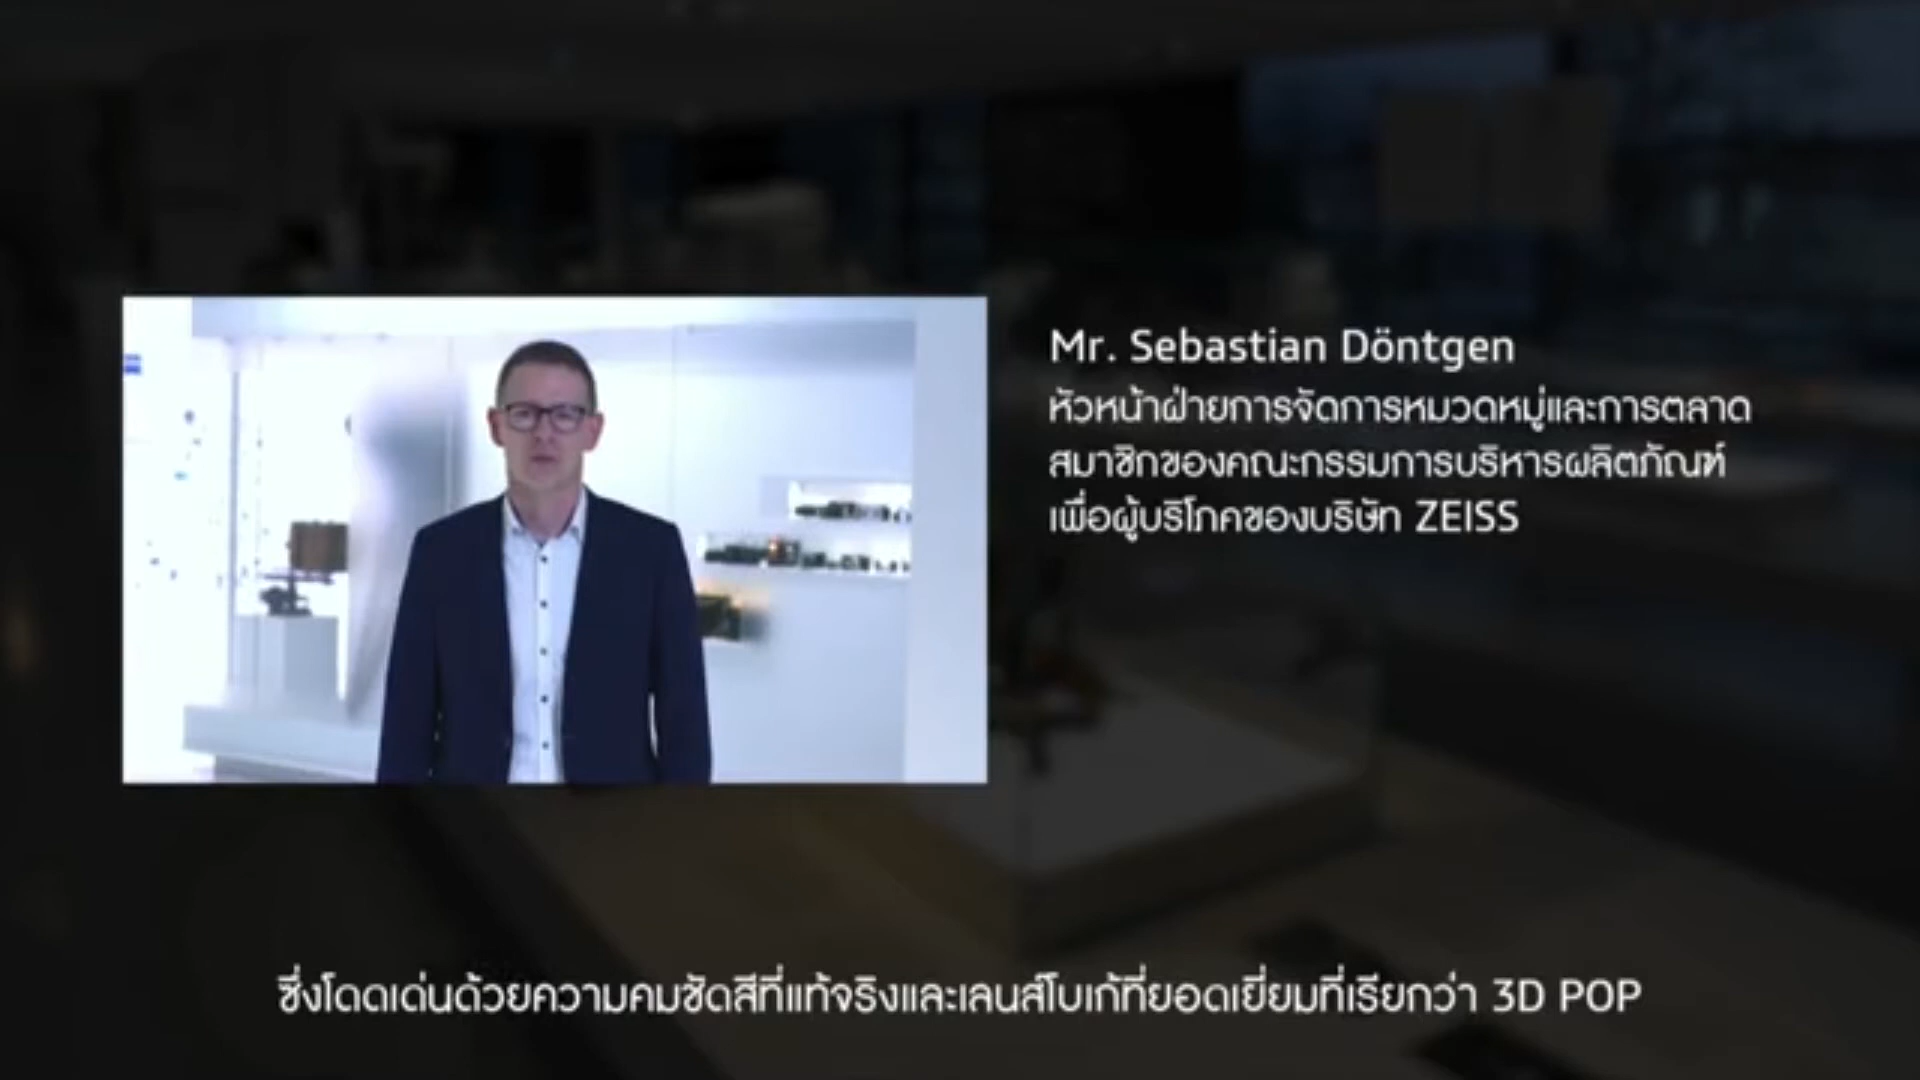 Mr. Sebastian Döntgen
หัวหน้าฝ่ายการจัดการหมวดหมู่และการตลาด
สมาชิกของคณะกรรมการบริหารผลิตภัณฑ์
เพื่อผู้บริโภคของบริษัท ZEISS
ซึ่งโดดเด่นด้วยความคมชัดสีที่แท้จริงและเลนส์โบเก้ที่ยอดเยี่ยมที่เรียกว่า 3D POP